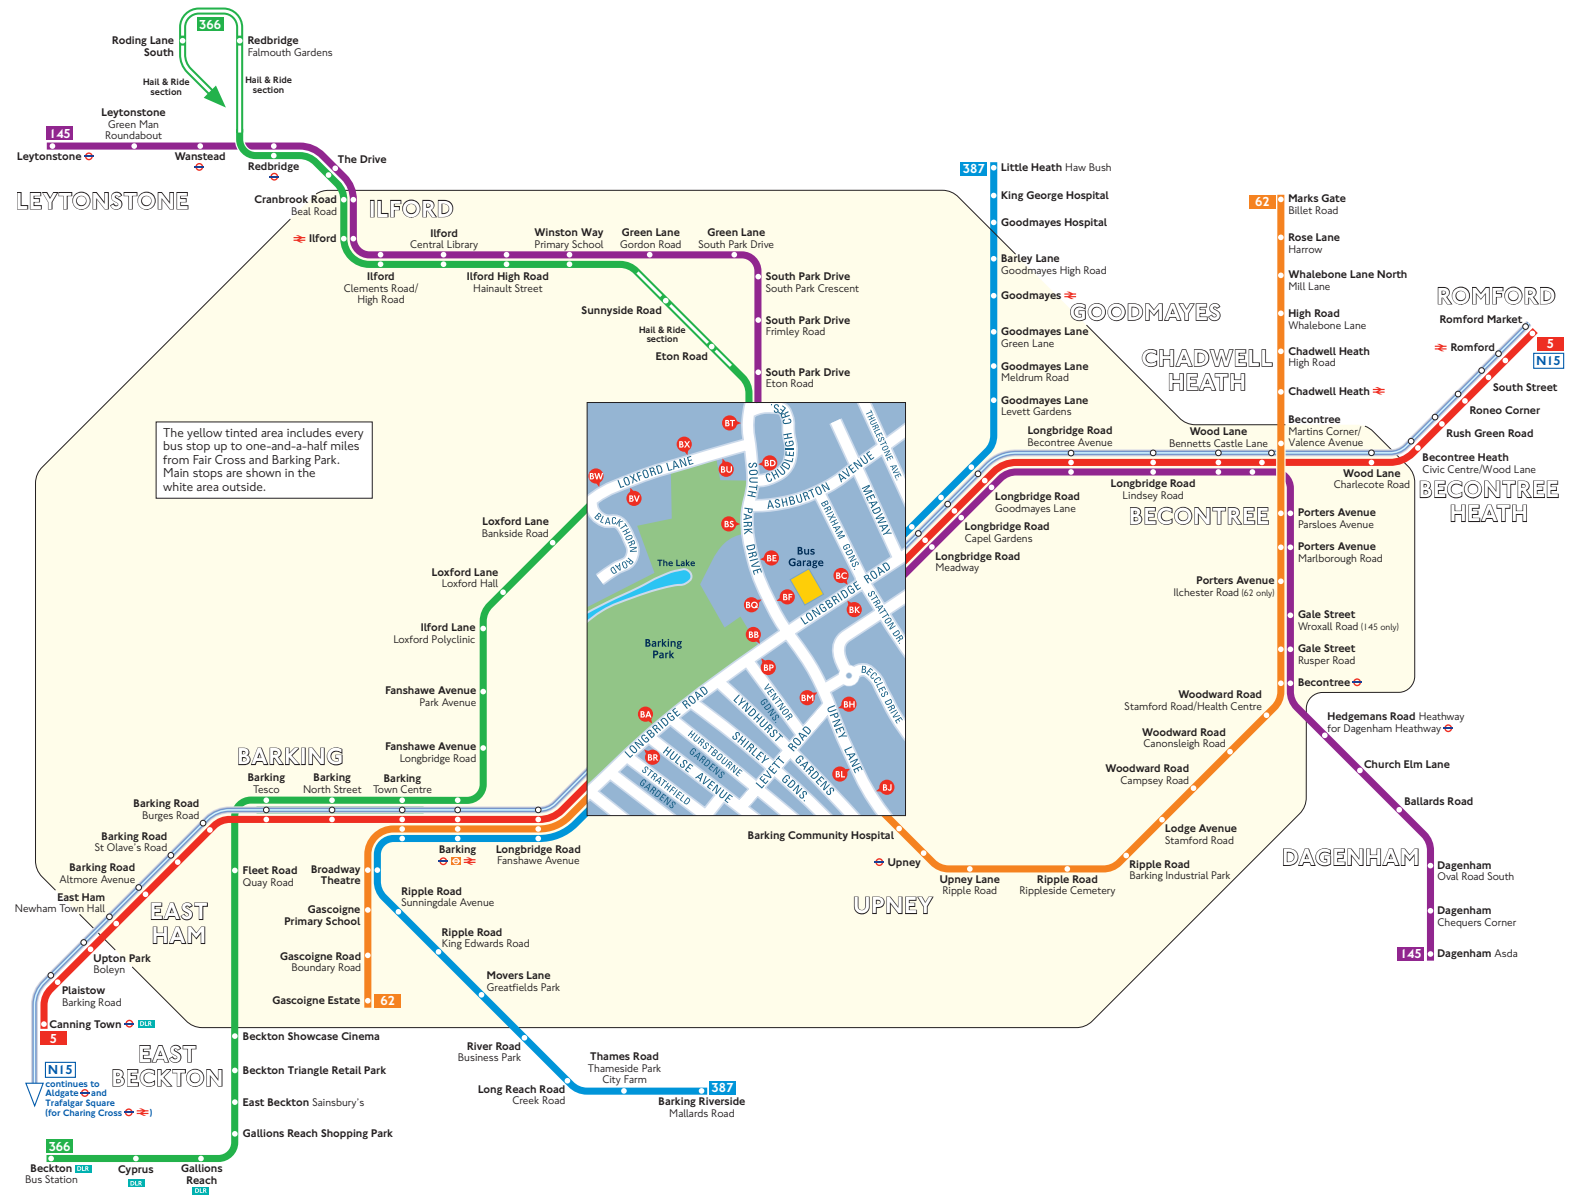 366
Roding Lane
South
Redbridge
Falmouth Gardens
Hail & Ride
section
Hail & Ride
section
Leytonstone
Green Man
Roundabout
145
Leytonstone
Wanstead
Redbridge
The Drive
LEYTONSTONE
Cranbrook Road
Beal Road
ILFORD
Ilford
Ilford
Central Library
Winston Way
Primary School
Green Lane
Gordon Road
Green Lane
South Park Drive
Ilford
Clements Road/
High Road
Ilford High Road
Hainault Street
Sunnyside Road
Hail & Ride
section
Eton Road
South Park Drive
South Park Crescent
South Park Drive
Frimley Road
South Park Drive
Eton Road
387
Little Heath Haw Bush
King George Hospital
Goodmayes Hospital
Barley Lane
Goodmayes High Road
Goodmayes
GOODMAYES
Goodmayes Lane
Green Lane
Goodmayes Lane
Meldrum Road
Goodmayes Lane
Levett Gardens
62
Marks Gate
Billet Road
Rose Lane
Harrow
Whalebone Lane North
Mill Lane
High Road
Whalebone Lane
CHADWELL
HEATH
Chadwell Heath
High Road
Chadwell Heath
Becontree
Martins Corner/
Valence Avenue
ROMFORD
Romford Market
Romford
5
N15
South Street
Roneo Corner
Rush Green Road
Becontree Heath
Civic Centre/Wood Lane
BECONTREE
HEATH
Longbridge Road
Becontree Avenue
Wood Lane
Bennetts Castle Lane
Wood Lane
Charlecote Road
Longbridge Road
Lindsey Road
Longbridge Road
Goodmayes Lane
Longbridge Road
Capel Gardens
Longbridge Road
Meadway
BECONTREE
Porters Avenue
Parsloes Avenue
Porters Avenue
Marlborough Road
Porters Avenue
Ilchester Road (62 only)
Gale Street
Wroxall Road (145 only)
Gale Street
Rusper Road
Becontree
Woodward Road
Stamford Road/Health Centre
Woodward Road
Canonsleigh Road
Woodward Road
Campsey Road
Lodge Avenue
Stamford Road
Ripple Road
Barking Industrial Park
Hedgemans Road Heathway
for Dagenham Heathway
Church Elm Lane
Ballards Road
DAGENHAM
Dagenham
Oval Road South
Dagenham
Chequers Corner
145
Dagenham Asda
The yellow tinted area includes every
bus stop up to one-and-a-half miles
from Fair Cross and Barking Park.
Main stops are shown in the
white area outside.
Loxford Lane
Bankside Road
Loxford Lane
Loxford Hall
Ilford Lane
Loxford Polyclinic
Fanshawe Avenue
Park Avenue
Fanshawe Avenue
Longbridge Road
BT
BX
BW
BV
BU
BD
BS
BE
BC
BF
BQ
BK
BB
BP
BM
BH
BA
BR
BL
BJ
LOXFORD LANE
BLACKTHORN
ROAD
SOUTH PARK DRIVE
CHUDLEIGH CRES.
THURLESTONE AVE
ASHBURTON AVENUE
MEADWAY
BRIXHAM GDNS.
Bus
Garage
The Lake
Barking
Park
LONGBRIDGE ROAD
STRATTON DR.
BECCLES DRIVE
LONGBRIDGE ROAD
VENTNOR
GDNS.
LYNDHURST
GARDENS
SHIRLEY
GDNS.
HURSTBOURNE
GARDENS
HULSE AVENUE
STRATHFIELD
GARDENS
LEVETT ROAD
UPNEY LANE
BARKING
Barking
Tesco
Barking
North Street
Barking
Town Centre
Barking
Longbridge Road
Fanshawe Avenue
Barking Road
Burges Road
Barking Road
St Olave's Road
Barking Road
Altmore Avenue
East Ham
Newham Town Hall
EAST
HAM
Upton Park
Boleyn
Plaistow
Barking Road
Canning Town DLR
5
N15
continues to
Aldgate and
Trafalgar Square
(for Charing Cross )
Fleet Road
Quay Road
Broadway
Theatre
Gascoigne
Primary School
Gascoigne Road
Boundary Road
Gascoigne Estate
62
Ripple Road
Sunningdale Avenue
Ripple Road
King Edwards Road
Movers Lane
Greatfields Park
River Road
Business Park
Long Reach Road
Creek Road
Thames Road
Thameside Park
City Farm
387
Barking Riverside
Mallards Road
Barking Community Hospital
Upney
Upney Lane
Ripple Road
Ripple Road
Rippleside Cemetery
UPNEY
EAST
BECKTON
Beckton Showcase Cinema
Beckton Triangle Retail Park
East Beckton Sainsbury's
Gallions Reach Shopping Park
366
Beckton DLR
Bus Station
Cyprus
DLR
Gallions
Reach
DLR